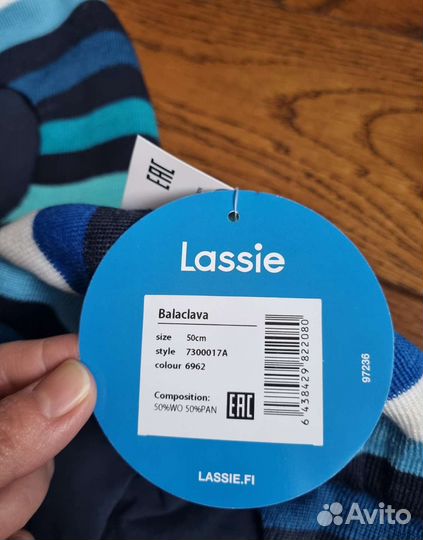 EAC
Lassie
Balaclava
size 50cm
style 7300017A
colour 6962
Composition:
50%WO 50%PAN
EAC
6 438429 822080
97236
LASSIE.FI
Avito